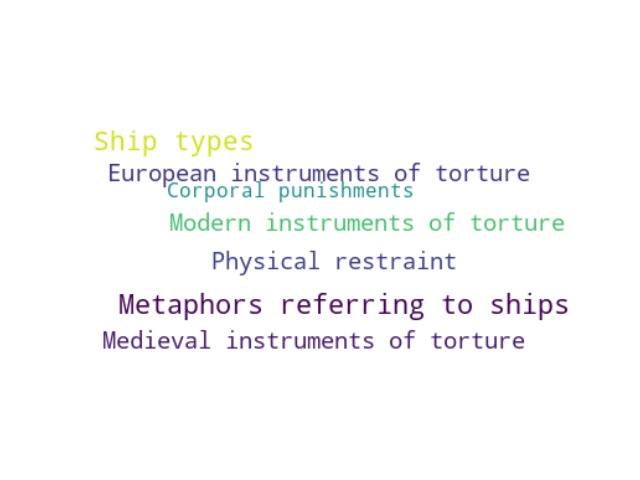 Ship types
European instruments of torture
Corporal punishments
Modern instruments of torture
Physical restraint
Metaphors referring to ships
Medieval instruments of torture